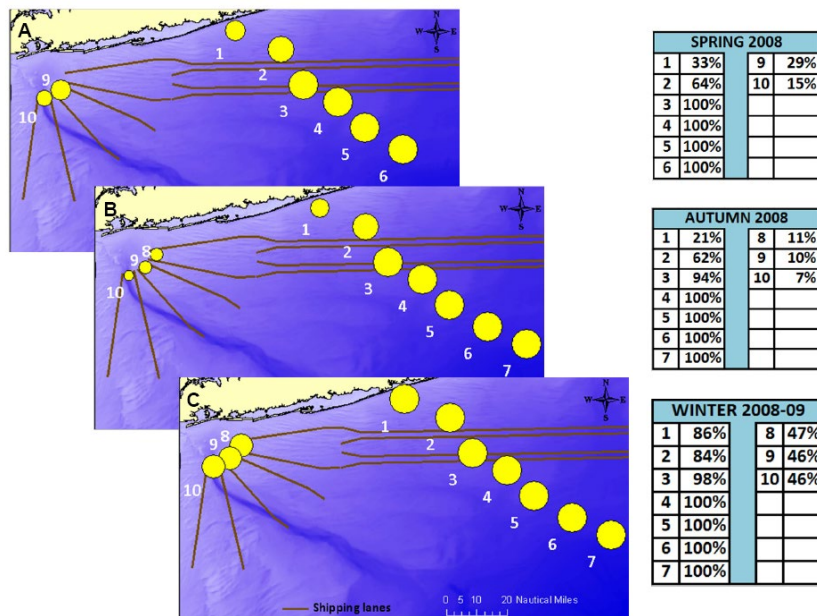 A
N
W E
S
1
2
3
4
5
6
9
10
B
N
W E
S
1
2
3
4
5
6
7
8
9
10
C
N
W E
S
1
2
3
4
5
6
7
8
9
10
Shipping lanes
0 5 10 20 Nautical Miles
SPRING 2008
1 33% 9 29%
2 64% 10 15%
3 100%
4 100%
5 100%
6 100%
AUTUMN 2008
1 21% 8 11%
2 62% 9 10%
3 94% 10 7%
4 100%
5 100%
6 100%
7 100%
WINTER 2008-09
1 86% 8 47%
2 84% 9 46%
3 98% 10 46%
4 100%
5 100%
6 100%
7 100%